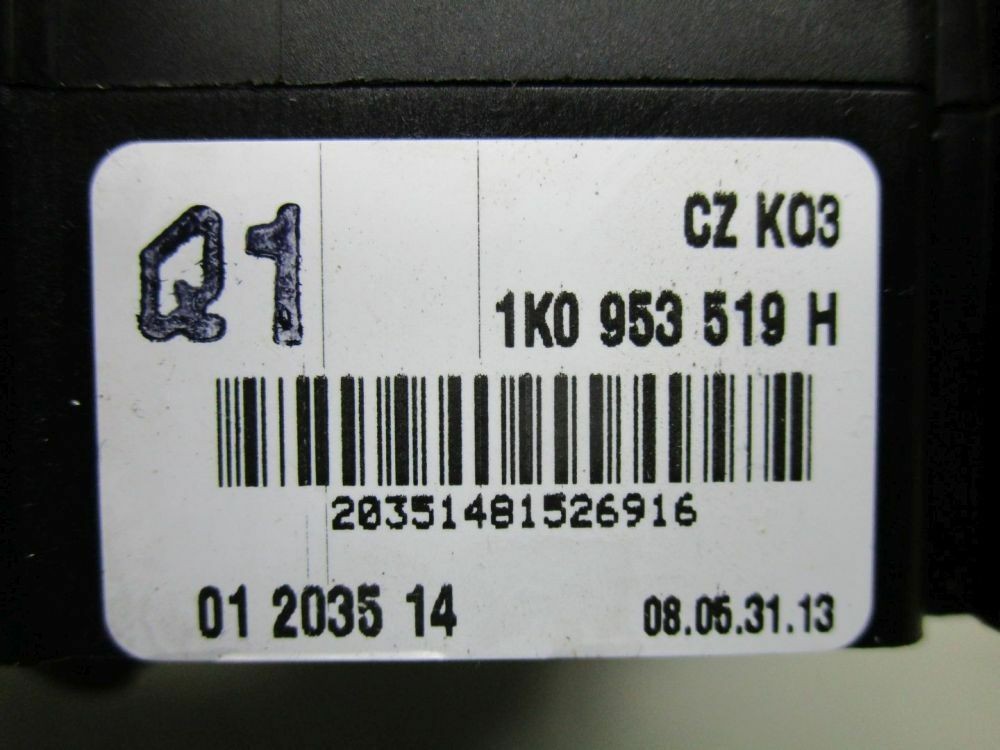 Q1
CZ K03
1K0 953 519 H
20351481526916
01 2035 14
08.05.31.13